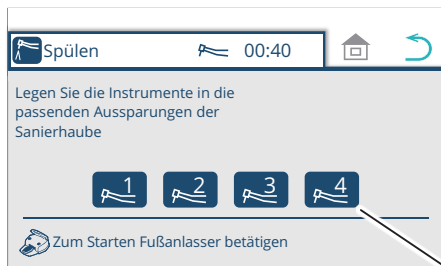 Spülen 00:40
Legen Sie die Instrumente in die
passenden Aussparungen der
Sanierhaube
1 2 3 4
Zum Starten Fußanlasser betätigen